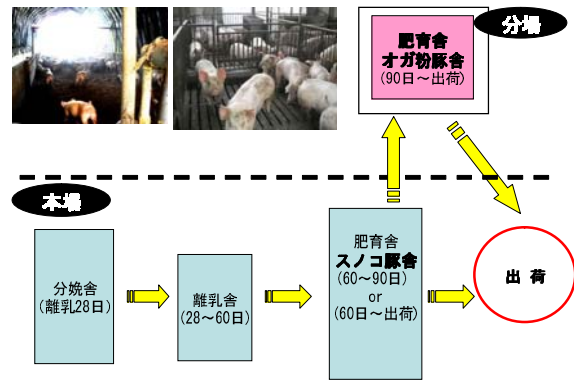 分場
肥育舎
オガ粉豚舎
(90日～出荷)
本場
分娩舎
(離乳28日)
離乳舎
(28～60日)
肥育舎
スノコ豚舎
(60～90日)
or
(60日～出荷)
出 荷